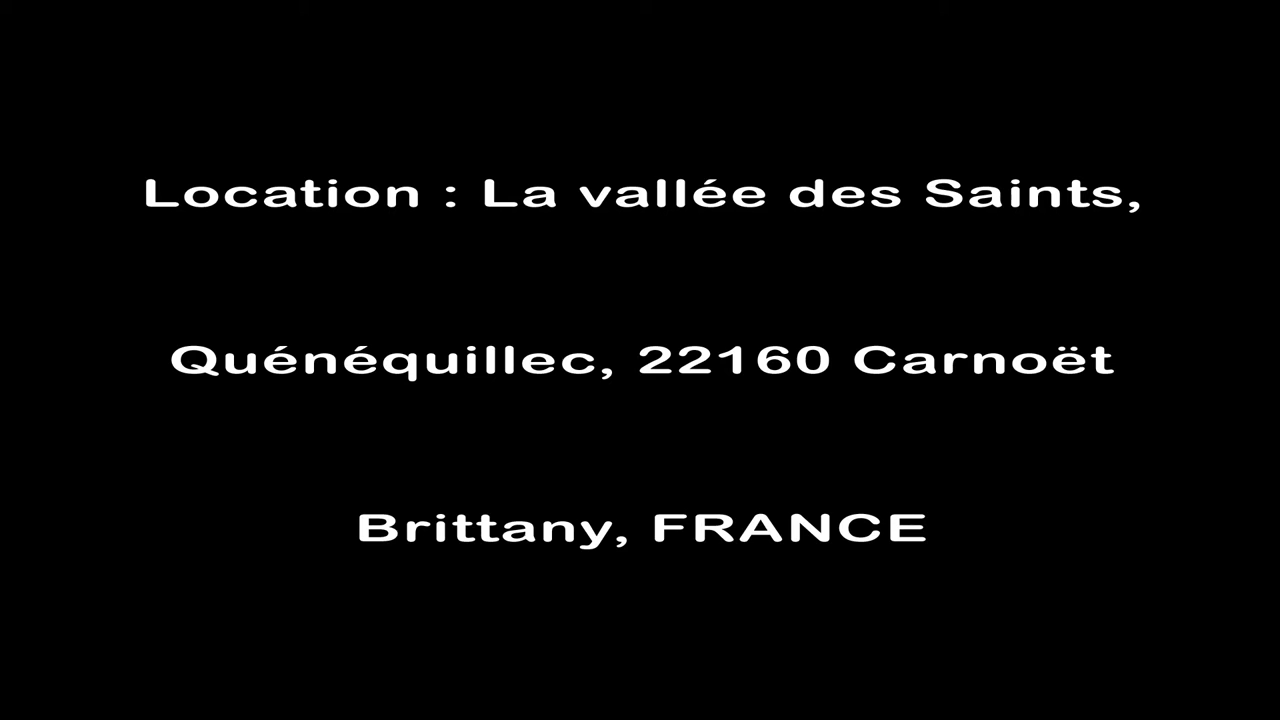 Location : La vallée des Saints,
Quénéquillec, 22160 Carnoët
Brittany, FRANCE